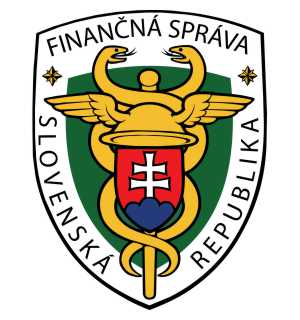 FINANČNÁ SPRÁVA
SLOVENSKÁ
REPUBLIKA